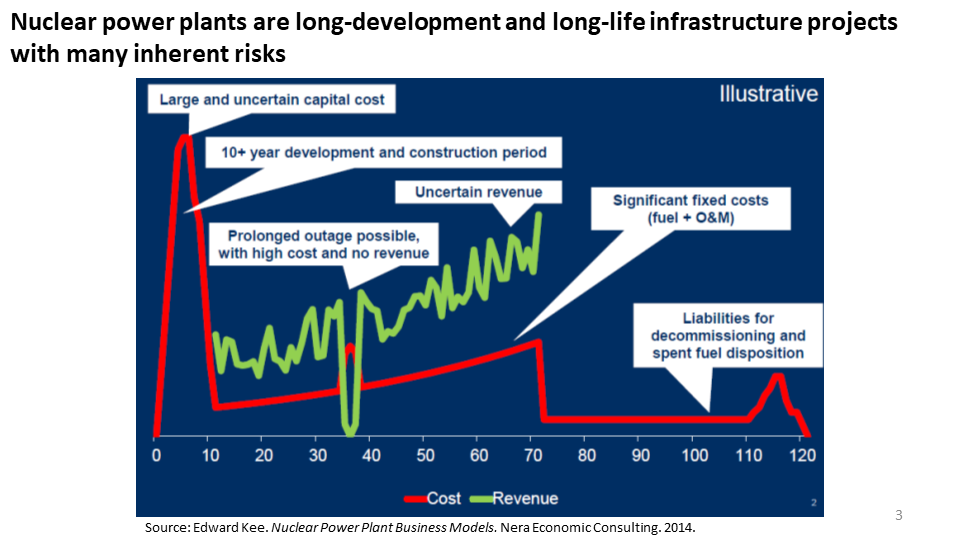 Nuclear power plants are long-development and long-life infrastructure projects
with many inherent risks
Illustrative
Large and uncertain capital cost
10+ year development and construction period
Uncertain revenue
Significant fixed costs
(fuel + O&M)
Prolonged outage possible,
with high cost and no revenue
Liabilities for
decommissioning and
spent fuel disposition
0 10 20 30 40 50 60 70 80 90 100 110 120
Cost Revenue
2
3
Source: Edward Kee. Nuclear Power Plant Business Models. Nera Economic Consulting. 2014.